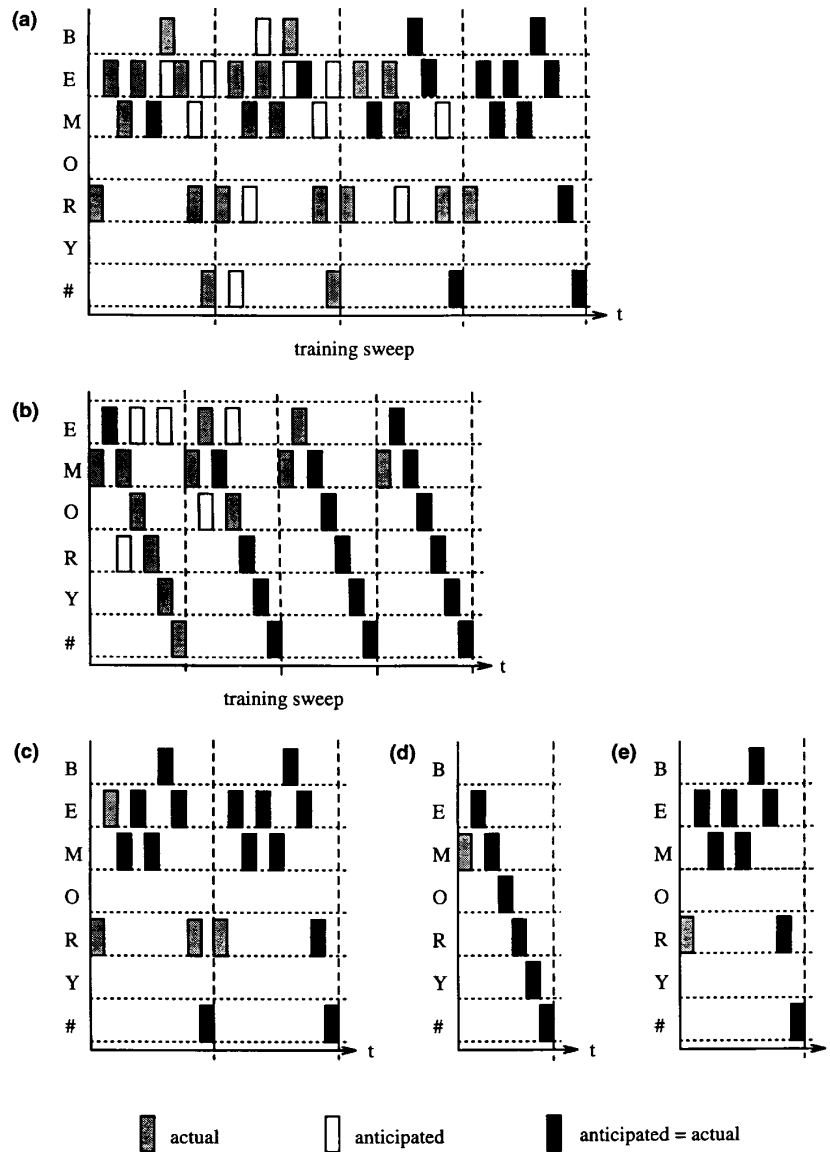 (a)
B
E
M
O
R
Y
#
t
training sweep
(b)
E
M
O
R
Y
#
t
training sweep
(c)
B
E
M
O
R
Y
#
t
(d)
B
E
M
O
R
Y
#
t
(e)
B
E
M
O
R
Y
#
actual
anticipated
anticipated = actual